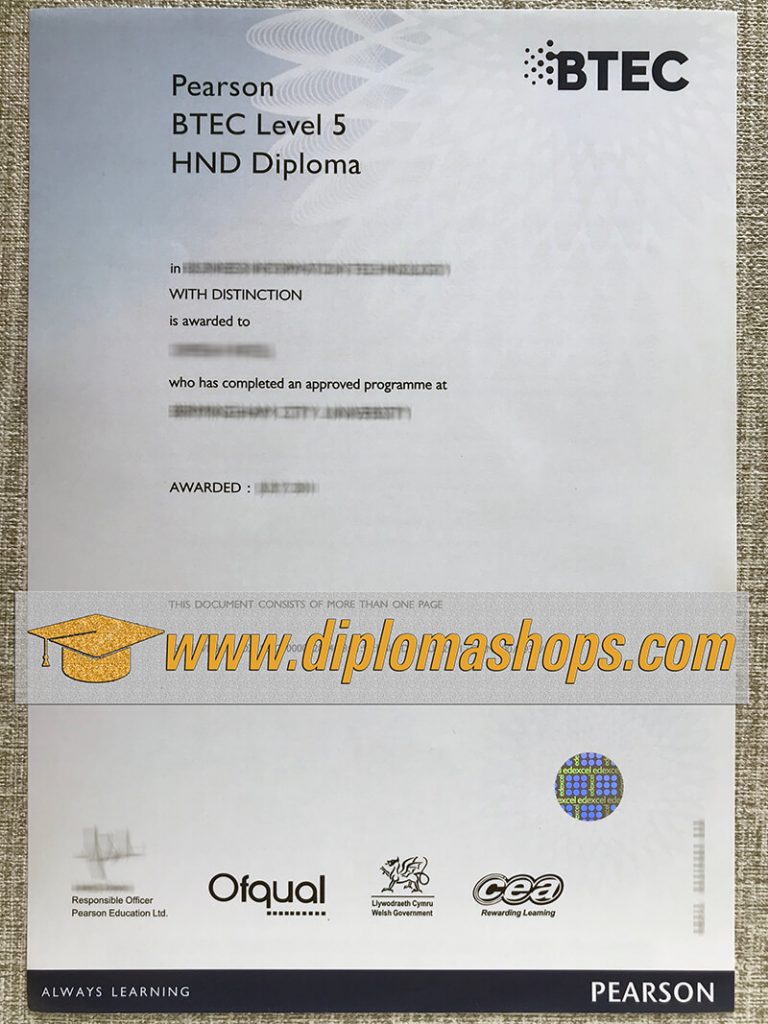 BTEC
Pearson
BTEC Level 5
HND Diploma
in
WITH DISTINCTION
is awarded to
who has completed an approved programme at
AWARDED :
THIS DOCUMENT CONSISTS OF MORE THAN ONE PAGE
www.diplomashops.com
edexcel edexcel
Responsible Officer
Pearson Education Ltd.
Ofqual
Llywodraeth Cymru
Welsh Government
cea
Rewarding Learning
ALWAYS LEARNING
PEARSON